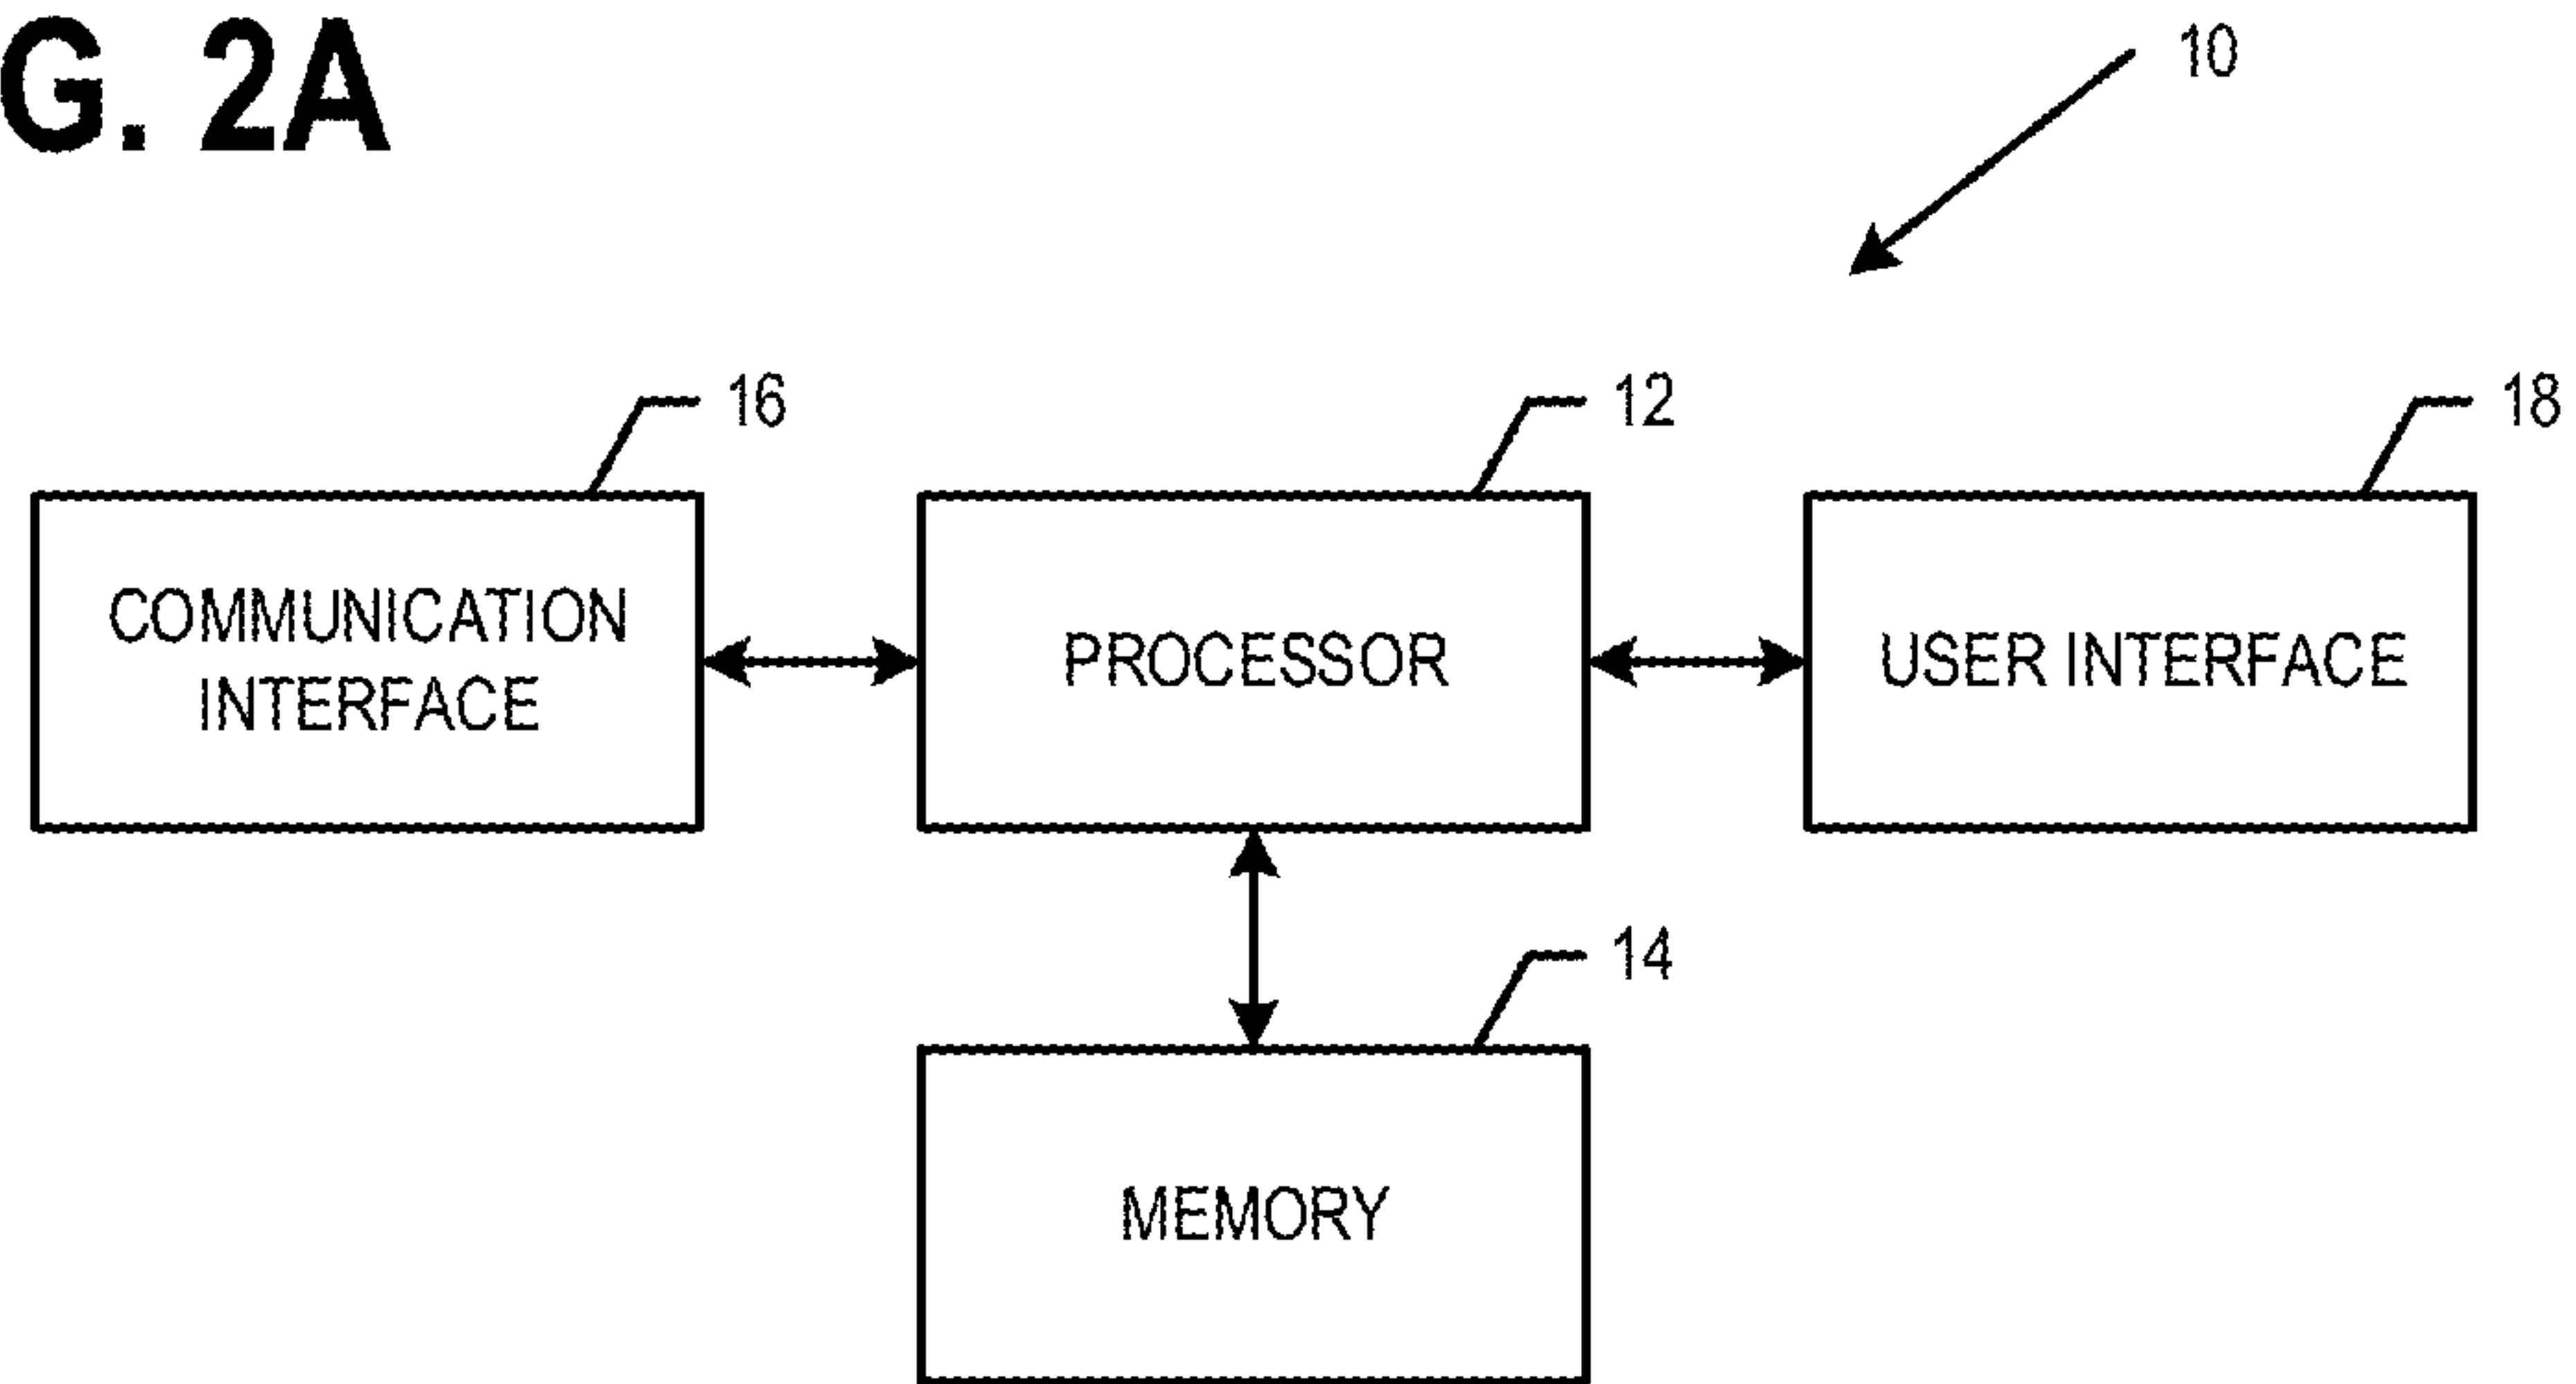 G. 2A
10
16
12
18
COMMUNICATION
INTERFACE
PROCESSOR
USER INTERFACE
14
MEMORY